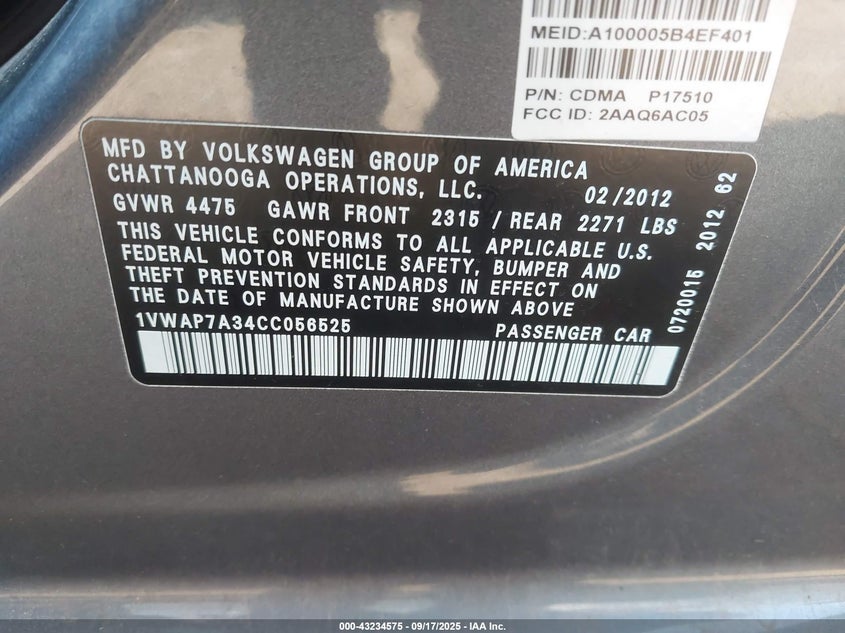 MEID:A100005B4EF401
P/N: CDMA P17510
FCC ID: 2AAQ6AC05
MFD BY VOLKSWAGEN GROUP OF AMERICA
CHATTANOOGA OPERATIONS, LLC. 02/2012
GVWR 4475 GAWR FRONT 2315 / REAR 2271 LBS
THIS VEHICLE CONFORMS TO ALL APPLICABLE U.S.
FEDERAL MOTOR VEHICLE SAFETY, BUMPER AND
THEFT PREVENTION STANDARDS IN EFFECT ON
THE DATE OF MANUFACTURE SHOWN ABOVE
1VWAP7A34CC056525 PASSENGER CAR
0720015 2012 62
000-43234575 - 09/17/2025 - IAA Inc.